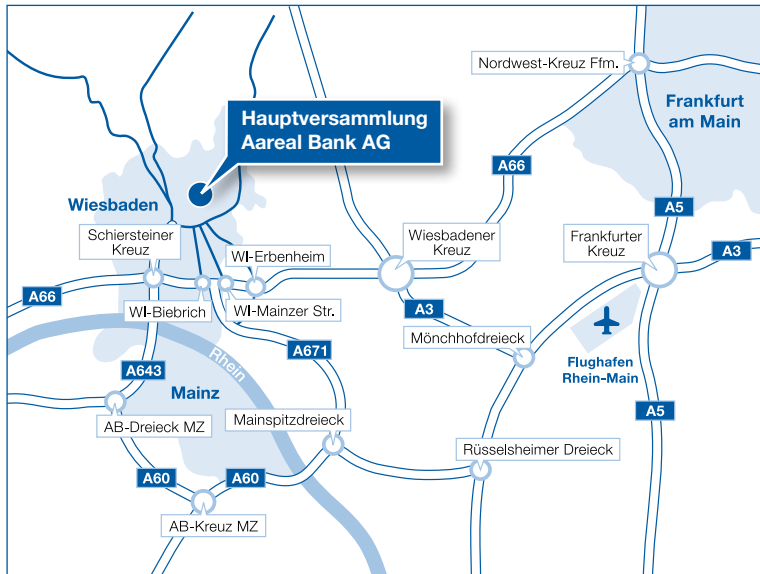 Nordwest-Kreuz Ffm.
Frankfurt
am Main
Hauptversammlung
Aareal Bank AG
A66
Wiesbaden
A5
Schiersteiner
Kreuz
WI-Erbenheim
Wiesbadener
Kreuz
Frankfurter
Kreuz
A3
A66
WI-Biebrich
WI-Mainzer Str.
A3
Mönchhofdreieck
Rhein
A671
Flughafen
Rhein-Main
A643
Mainz
A5
AB-Dreieck MZ
Mainspitzdreieck
Rüsselsheimer Dreieck
A60
A60
AB-Kreuz MZ